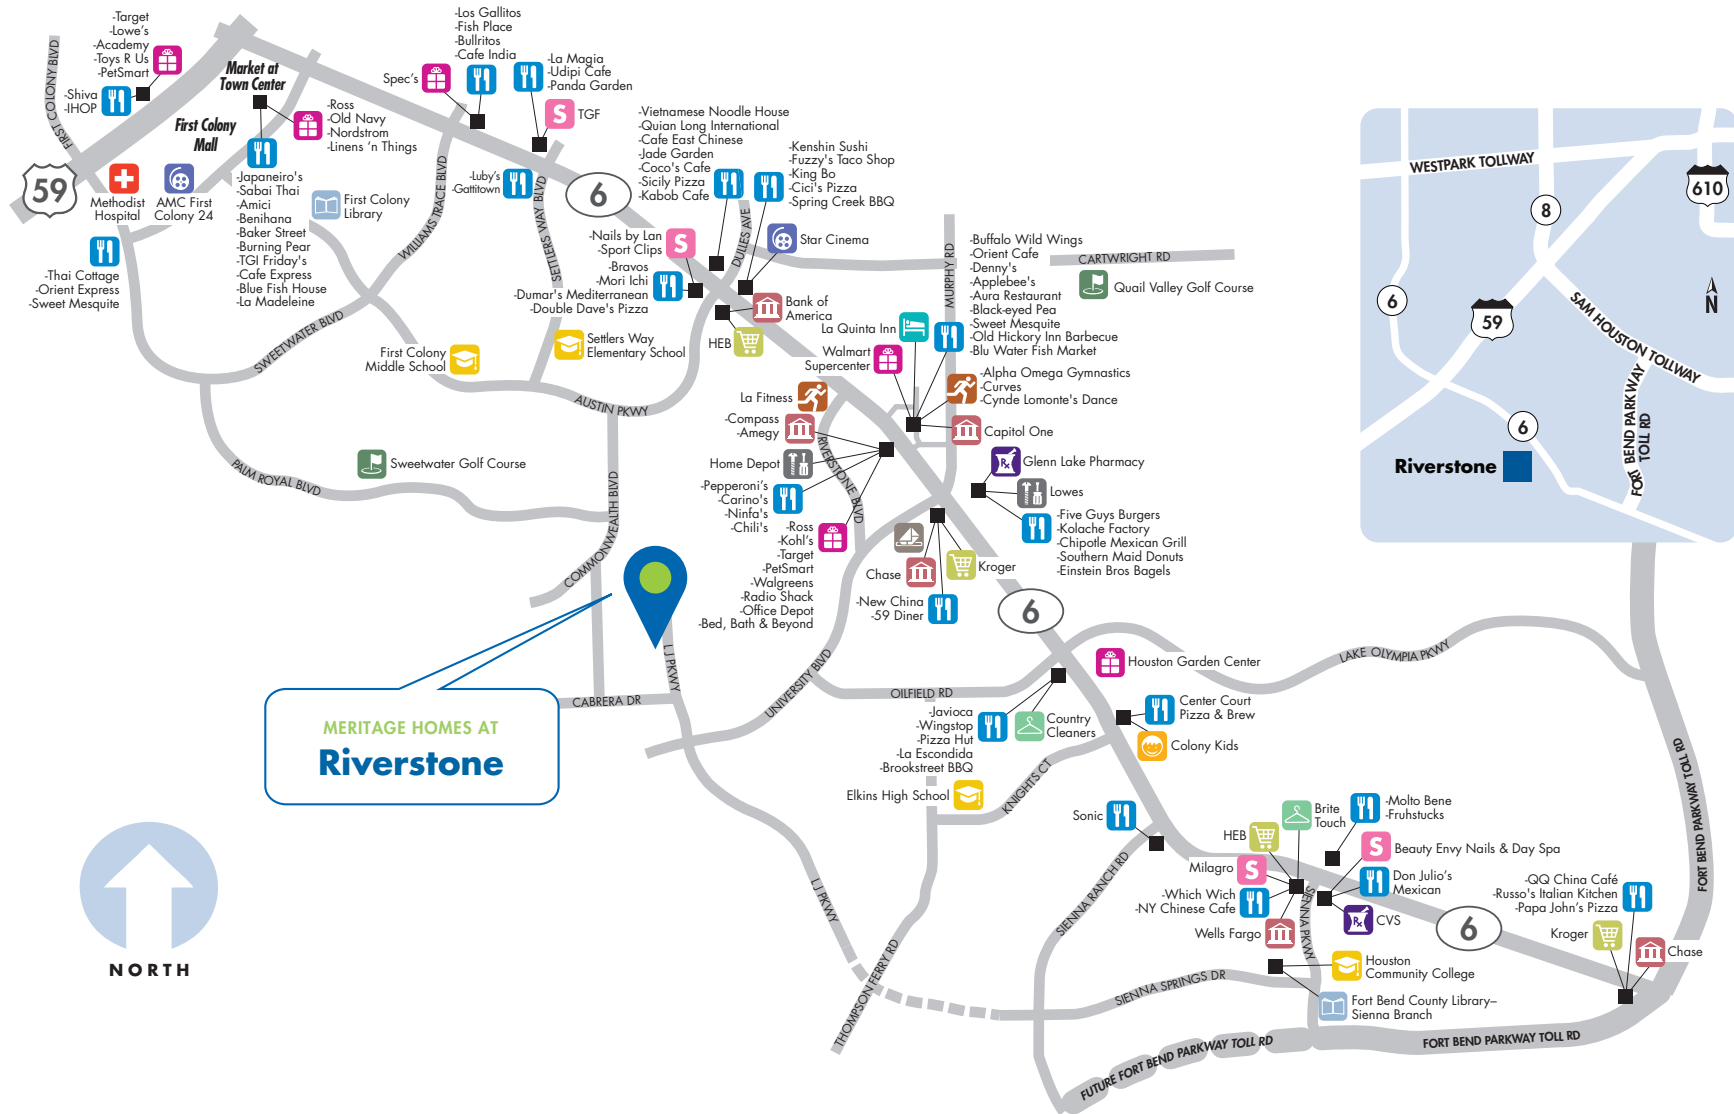 -Target
-Lowe's
-Academy
-Toys R Us
-PetSmart
-Shiva
-IHOP
FIRST COLONY BLVD
Market at
Town Center
First Colony
Mall
-Ross
-Old Navy
-Nordstrom
-Linens 'n Things
59
Methodist
Hospital
AMC First
Colony 24
-Japaneiro's
-Sabai Thai
-Amici
-Benihana
-Baker Street
-Burning Pear
-TGI Friday's
-Cafe Express
-Blue Fish House
-La Madeleine
First Colony
Library
-Thai Cottage
-Orient Express
-Sweet Mesquite
Spec's
-Los Gallitos
-Fish Place
-Bullritos
-Cafe India
-La Magia
-Udipi Cafe
-Panda Garden
S
TGF
-Luby's
-Gattitown
WILLIAMS TRACE BLVD
SETTLERS WAY BLVD
6
-Vietnamese Noodle House
-Quian Long International
-Cafe East Chinese
-Jade Garden
-Coco's Cafe
-Sicily Pizza
-Kabob Cafe
-Kenshin Sushi
-Fuzzy's Taco Shop
-King Bo
-Cici's Pizza
-Spring Creek BBQ
DULLES AVE
Star Cinema
-Nails by Lan
-Sport Clips
S
-Bravos
-Mori Ichi
-Dumar's Mediterranean
-Double Dave's Pizza
Bank of
America
HEB
SWEETWATER BLVD
First Colony
Middle School
Settlers Way
Elementary School
AUSTIN PKWY
MURPHY RD
CARTWRIGHT RD
Quail Valley Golf Course
-Buffalo Wild Wings
-Orient Cafe
-Denny's
-Applebee's
-Aura Restaurant
-Black-eyed Pea
-Sweet Mesquite
-Old Hickory Inn Barbecue
-Blu Water Fish Market
La Quinta Inn
Walmart
Supercenter
-Alpha Omega Gymnastics
-Curves
-Cynde Lomonte's Dance
Capitol One
La Fitness
-Compass
-Amegy
Home Depot
-Pepperoni's
-Carino's
-Ninfa's
-Chili's
RIVERSTONE BLVD
-Ross
-Kohl's
-Target
-PetSmart
-Walgreens
-Radio Shack
-Office Depot
-Bed, Bath & Beyond
Rx
Glenn Lake Pharmacy
Lowes
-Five Guys Burgers
-Kolache Factory
-Chipotle Mexican Grill
-Southern Maid Donuts
-Einstein Bros Bagels
Chase
Kroger
-New China
-59 Diner
PALM ROYAL BLVD
Sweetwater Golf Course
COMMONWEALTH BLVD
L J PKWY
CABRERA DR
MERITAGE HOMES AT
Riverstone
NORTH
UNIVERSITY BLVD
OILFIELD RD
6
Houston Garden Center
LAKE OLYMPIA PKWY
-Javioca
-Wingstop
-Pizza Hut
-La Escondida
-Brookstreet BBQ
Country
Cleaners
Center Court
Pizza & Brew
Colony Kids
Elkins High School
KNIGHTS CT
Sonic
SIENNA RANCH RD
L J PKWY
THOMPSON FERRY RD
HEB
Brite
Touch
-Molto Bene
-Fruhstucks
S
Beauty Envy Nails & Day Spa
Milagro
S
-Which Wich
-NY Chinese Cafe
Don Julio's
Mexican
Rx
CVS
Wells Fargo
SIENNA PKWY
6
-QQ China Café
-Russo's Italian Kitchen
-Papa John's Pizza
Kroger
Chase
Houston
Community College
Fort Bend County Library–
Sienna Branch
SIENNA SPRINGS DR
FUTURE FORT BEND PARKWAY TOLL RD
FORT BEND PARKWAY TOLL RD
FORT BEND PARKWAY TOLL RD
WESTPARK TOLLWAY
610
8
6
59
N
SAM HOUSTON TOLLWAY
FORT BEND PARKWAY
TOLL RD
6
Riverstone